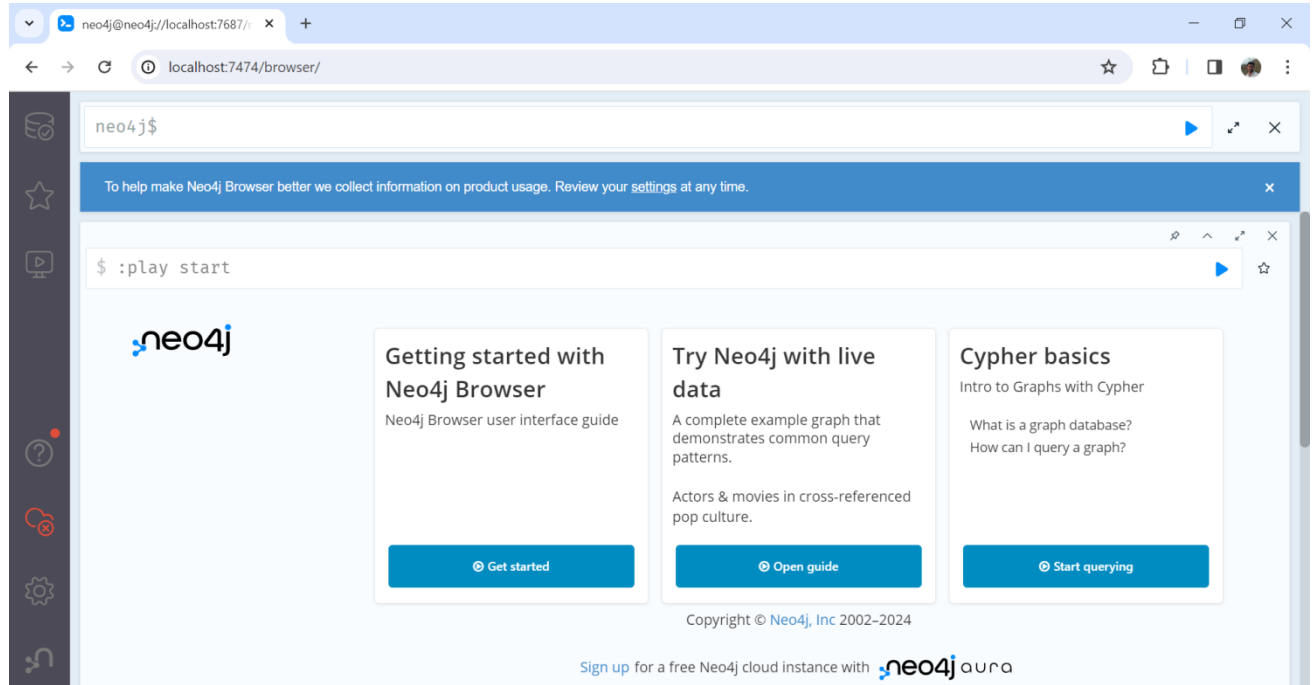 neo4j@neo4j://localhost:7687/
localhost:7474/browser/
neo4j$
To help make Neo4j Browser better we collect information on product usage. Review your settings at any time.
$ :play start
neo4j
Getting started with
Neo4j Browser
Neo4j Browser user interface guide
Get started
Try Neo4j with live
data
A complete example graph that
demonstrates common query
patterns.
Actors & movies in cross-referenced
pop culture.
Open guide
Cypher basics
Intro to Graphs with Cypher
What is a graph database?
How can I query a graph?
Start querying
Copyright © Neo4j, Inc 2002–2024
Sign up for a free Neo4j cloud instance with neo4j aura